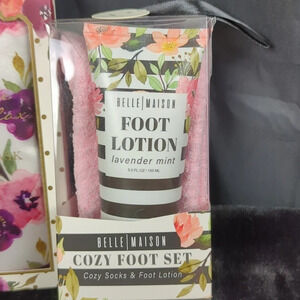 BELLE|MAISON
FOOT
LOTION
lavender mint
BELLE|MAISON
COZY FOOT SET
Cozy Socks & Foot Lotion